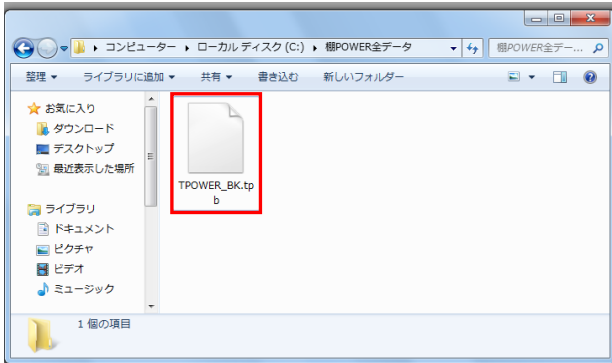 コンピューター ▸ ローカル ディスク (C:) ▸ 棚POWER全データ
棚POWER全デー...
整理 ライブラリに追加 共有 書き込む 新しいフォルダー
お気に入り
ダウンロード
デスクトップ
最近表示した場所
ライブラリ
ドキュメント
ピクチャ
ビデオ
ミュージック
TPOWER_BK.tp
b
1 個の項目